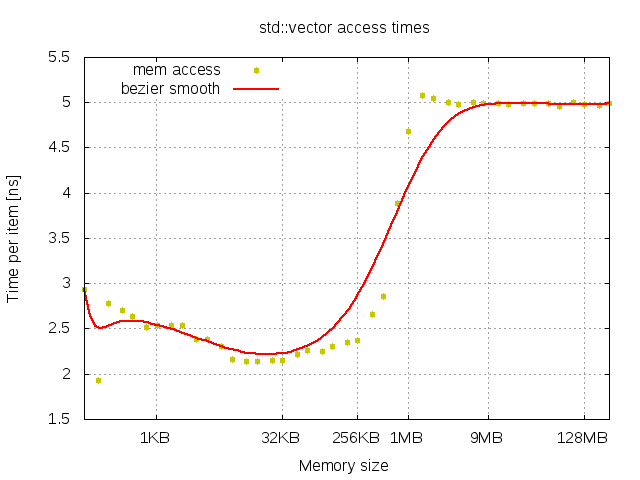 std::vector access times
mem access
bezier smooth
5.5
5
4.5
4
3.5
3
2.5
2
1.5
Time per item [ns]
1KB 32KB 256KB 1MB 9MB 128MB
Memory size